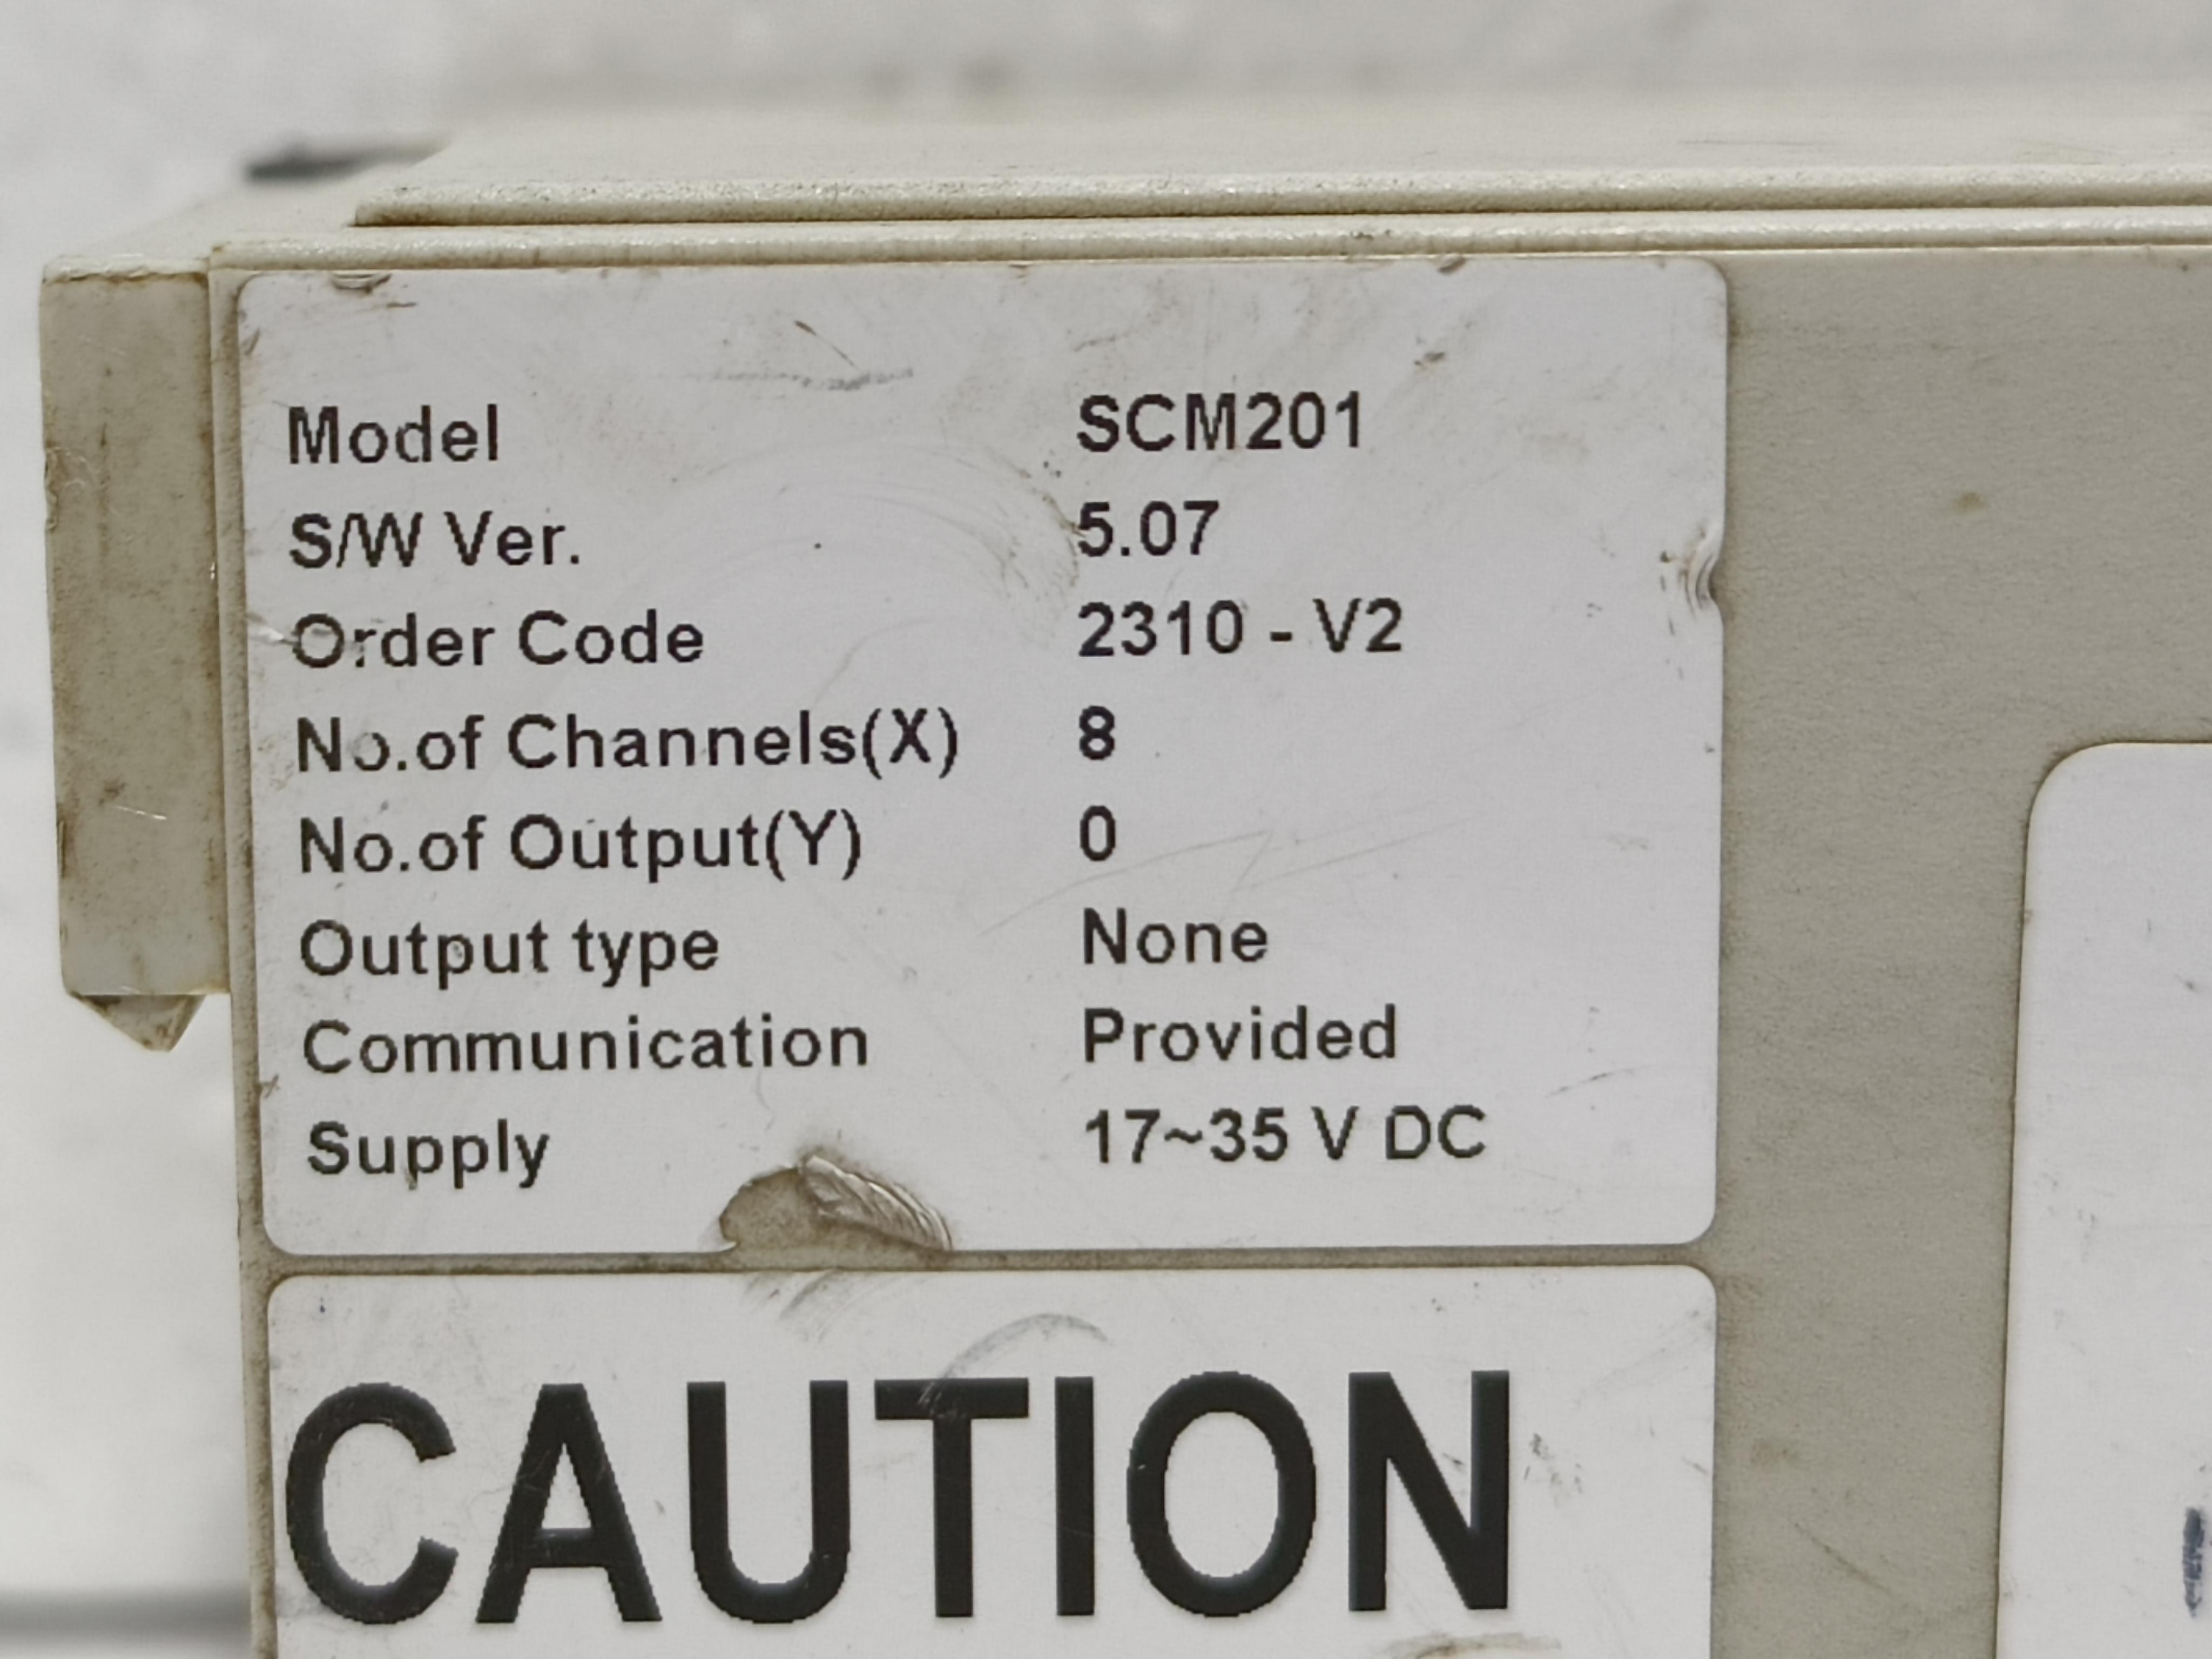 Model SCM201
S/W Ver. 5.07
Order Code 2310 - V2
No.of Channels(X) 8
No.of Output(Y) 0
Output type None
Communication Provided
Supply 17~35 V DC
CAUTION